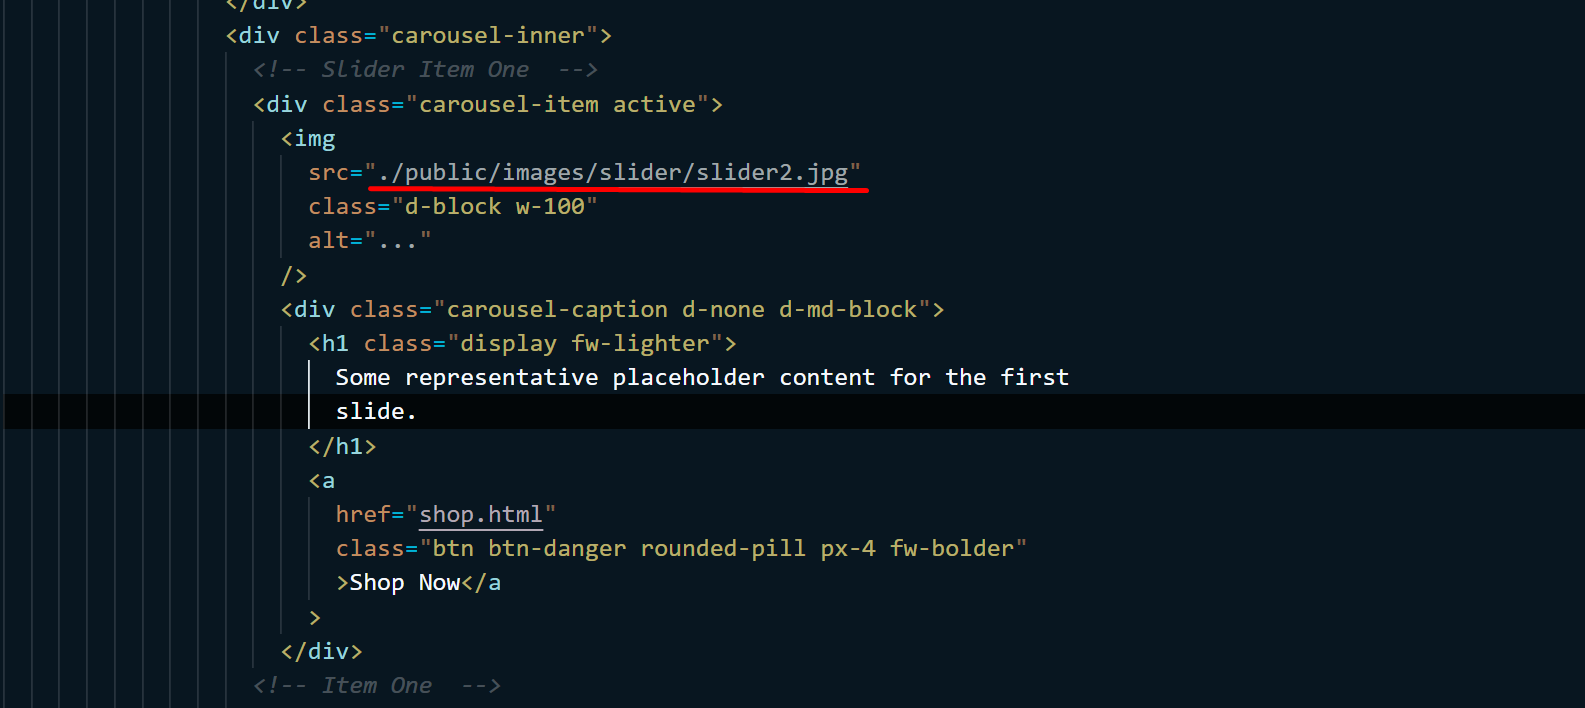 </div>
<div class="carousel-inner">
<!-- Slider Item One  -->
<div class="carousel-item active">
<img
src="./public/images/slider/slider2.jpg"
class="d-block w-100"
alt="..."
/>
<div class="carousel-caption d-none d-md-block">
<h1 class="display fw-lighter">
Some representative placeholder content for the first
slide.
</h1>
<a
href="shop.html"
class="btn btn-danger rounded-pill px-4 fw-bolder"
>Shop Now</a
>
</div>
<!-- Item One  -->